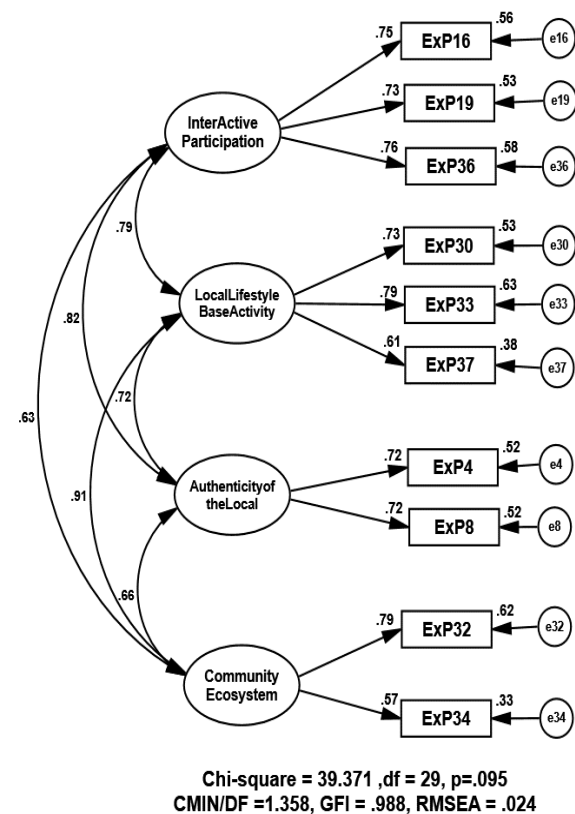 .75
ExP16
.56
e16
InterActive
Participation
.73
ExP19
.53
e19
.76
ExP36
.58
e36
.79
.73
ExP30
.53
e30
LocalLifestyle
BaseActivity
.79
ExP33
.63
e33
.61
ExP37
.38
e37
.82
.72
.63
.91
Authenticityof
theLocal
.72
ExP4
.52
e4
.72
ExP8
.52
e8
.66
Community
Ecosystem
.79
ExP32
.62
e32
.57
ExP34
.33
e34
Chi-square = 39.371 ,df = 29, p=.095
CMIN/DF =1.358, GFI = .988, RMSEA = .024